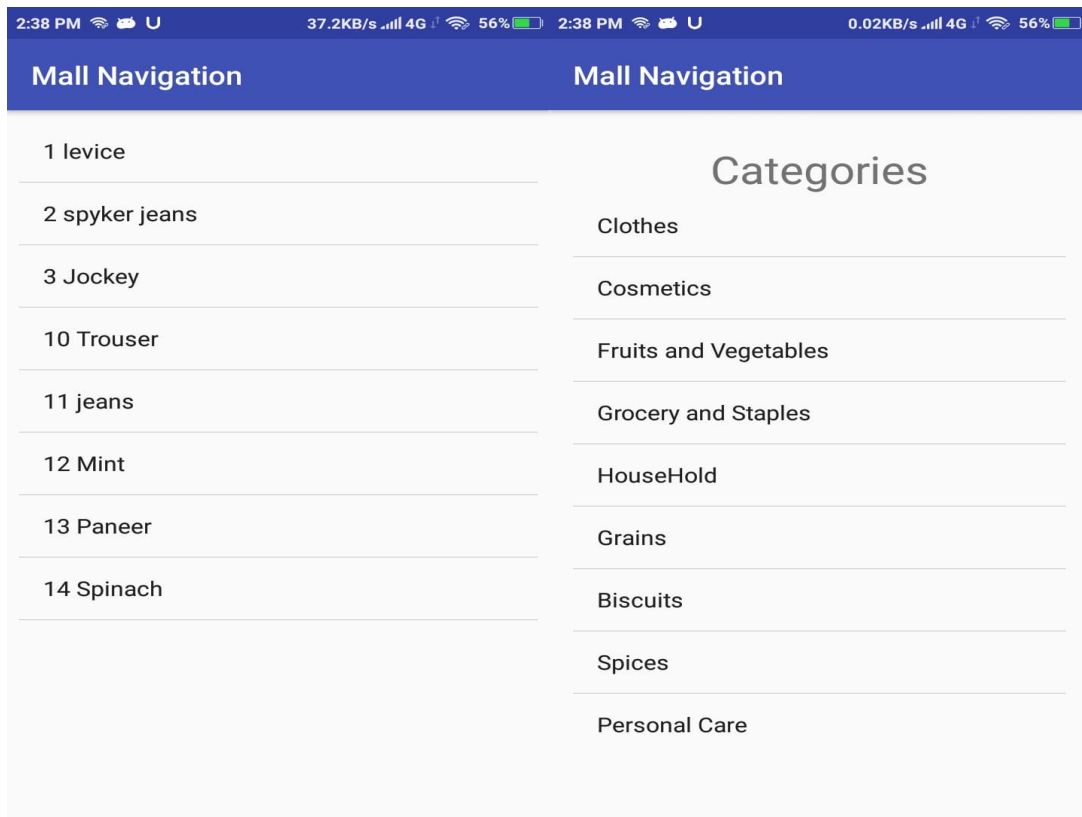 2:38 PM U 37.2KB/s 4G 56%
Mall Navigation
1 levice
2 spyker jeans
3 Jockey
10 Trouser
11 jeans
12 Mint
13 Paneer
14 Spinach
2:38 PM U 0.02KB/s 4G 56%
Mall Navigation
Categories
Clothes
Cosmetics
Fruits and Vegetables
Grocery and Staples
HouseHold
Grains
Biscuits
Spices
Personal Care